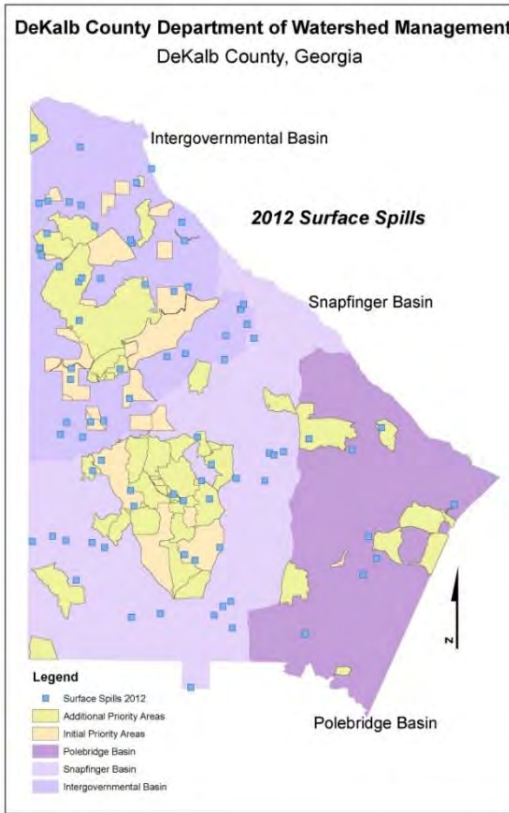 DeKalb County Department of Watershed Management
DeKalb County, Georgia
Intergovernmental Basin
2012 Surface Spills
Snapfinger Basin
N
Polebridge Basin
Legend
Surface Spills 2012
Additional Priority Areas
Initial Priority Areas
Polebridge Basin
Snapfinger Basin
Intergovernmental Basin